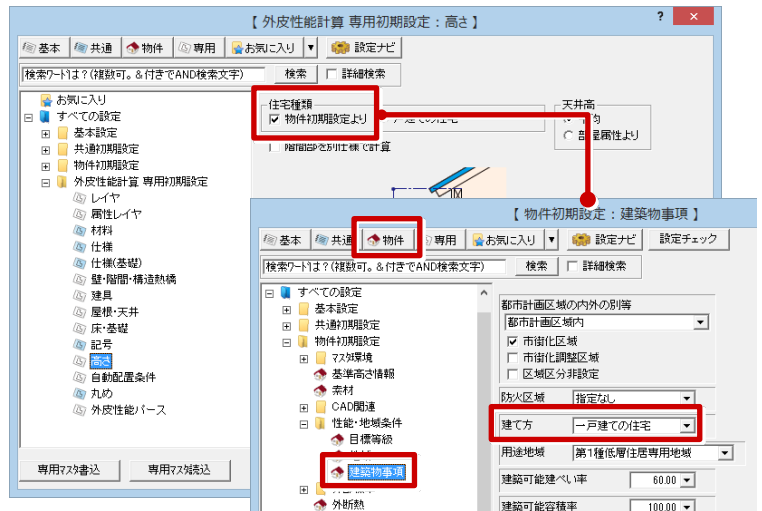 【 外皮性能計算 専用初期設定 : 高さ 】
? ×
基本 共通 物件 専用 お気に入り ▼ 設定ナビ
検索ワードは?(複数可。&付きでAND検索文字) 検索 詳細検索
お気に入り
すべての設定
基本設定
共通初期設定
物件初期設定
外皮性能計算 専用初期設定
レイヤ
属性レイヤ
材料
仕様
仕様(基礎)
壁・階間・構造熱橋
建具
屋根・天井
床・基礎
記号
高さ
自動配置条件
丸め
外皮性能パース
専用マスタ書込 専用マスタ読込
住宅種類
物件初期設定より 戸建ての住宅
階間部を別仕様で計算
天井高
部屋属性より
1M
【 物件初期設定 : 建築物事項 】
基本 共通 物件 専用 お気に入り ▼ 設定ナビ 設定チェック
検索ワードは?(複数可。&付きでAND検索文字) 検索 詳細検索
すべての設定
基本設定
共通初期設定
物件初期設定
マスタ環境
基準高さ情報
素材
CAD関連
性能・地域条件
目標等級
建築物事項
外断熱
都市計画区域の内外の別等
都市計画区域内
市街化区域
市街化調整区域
区域区分非設定
防火区域 指定なし
建て方 一戸建ての住宅
用途地域 第1種低層住居専用地域
建築可能建ぺい率 60.00
建築可能容積率 100.00